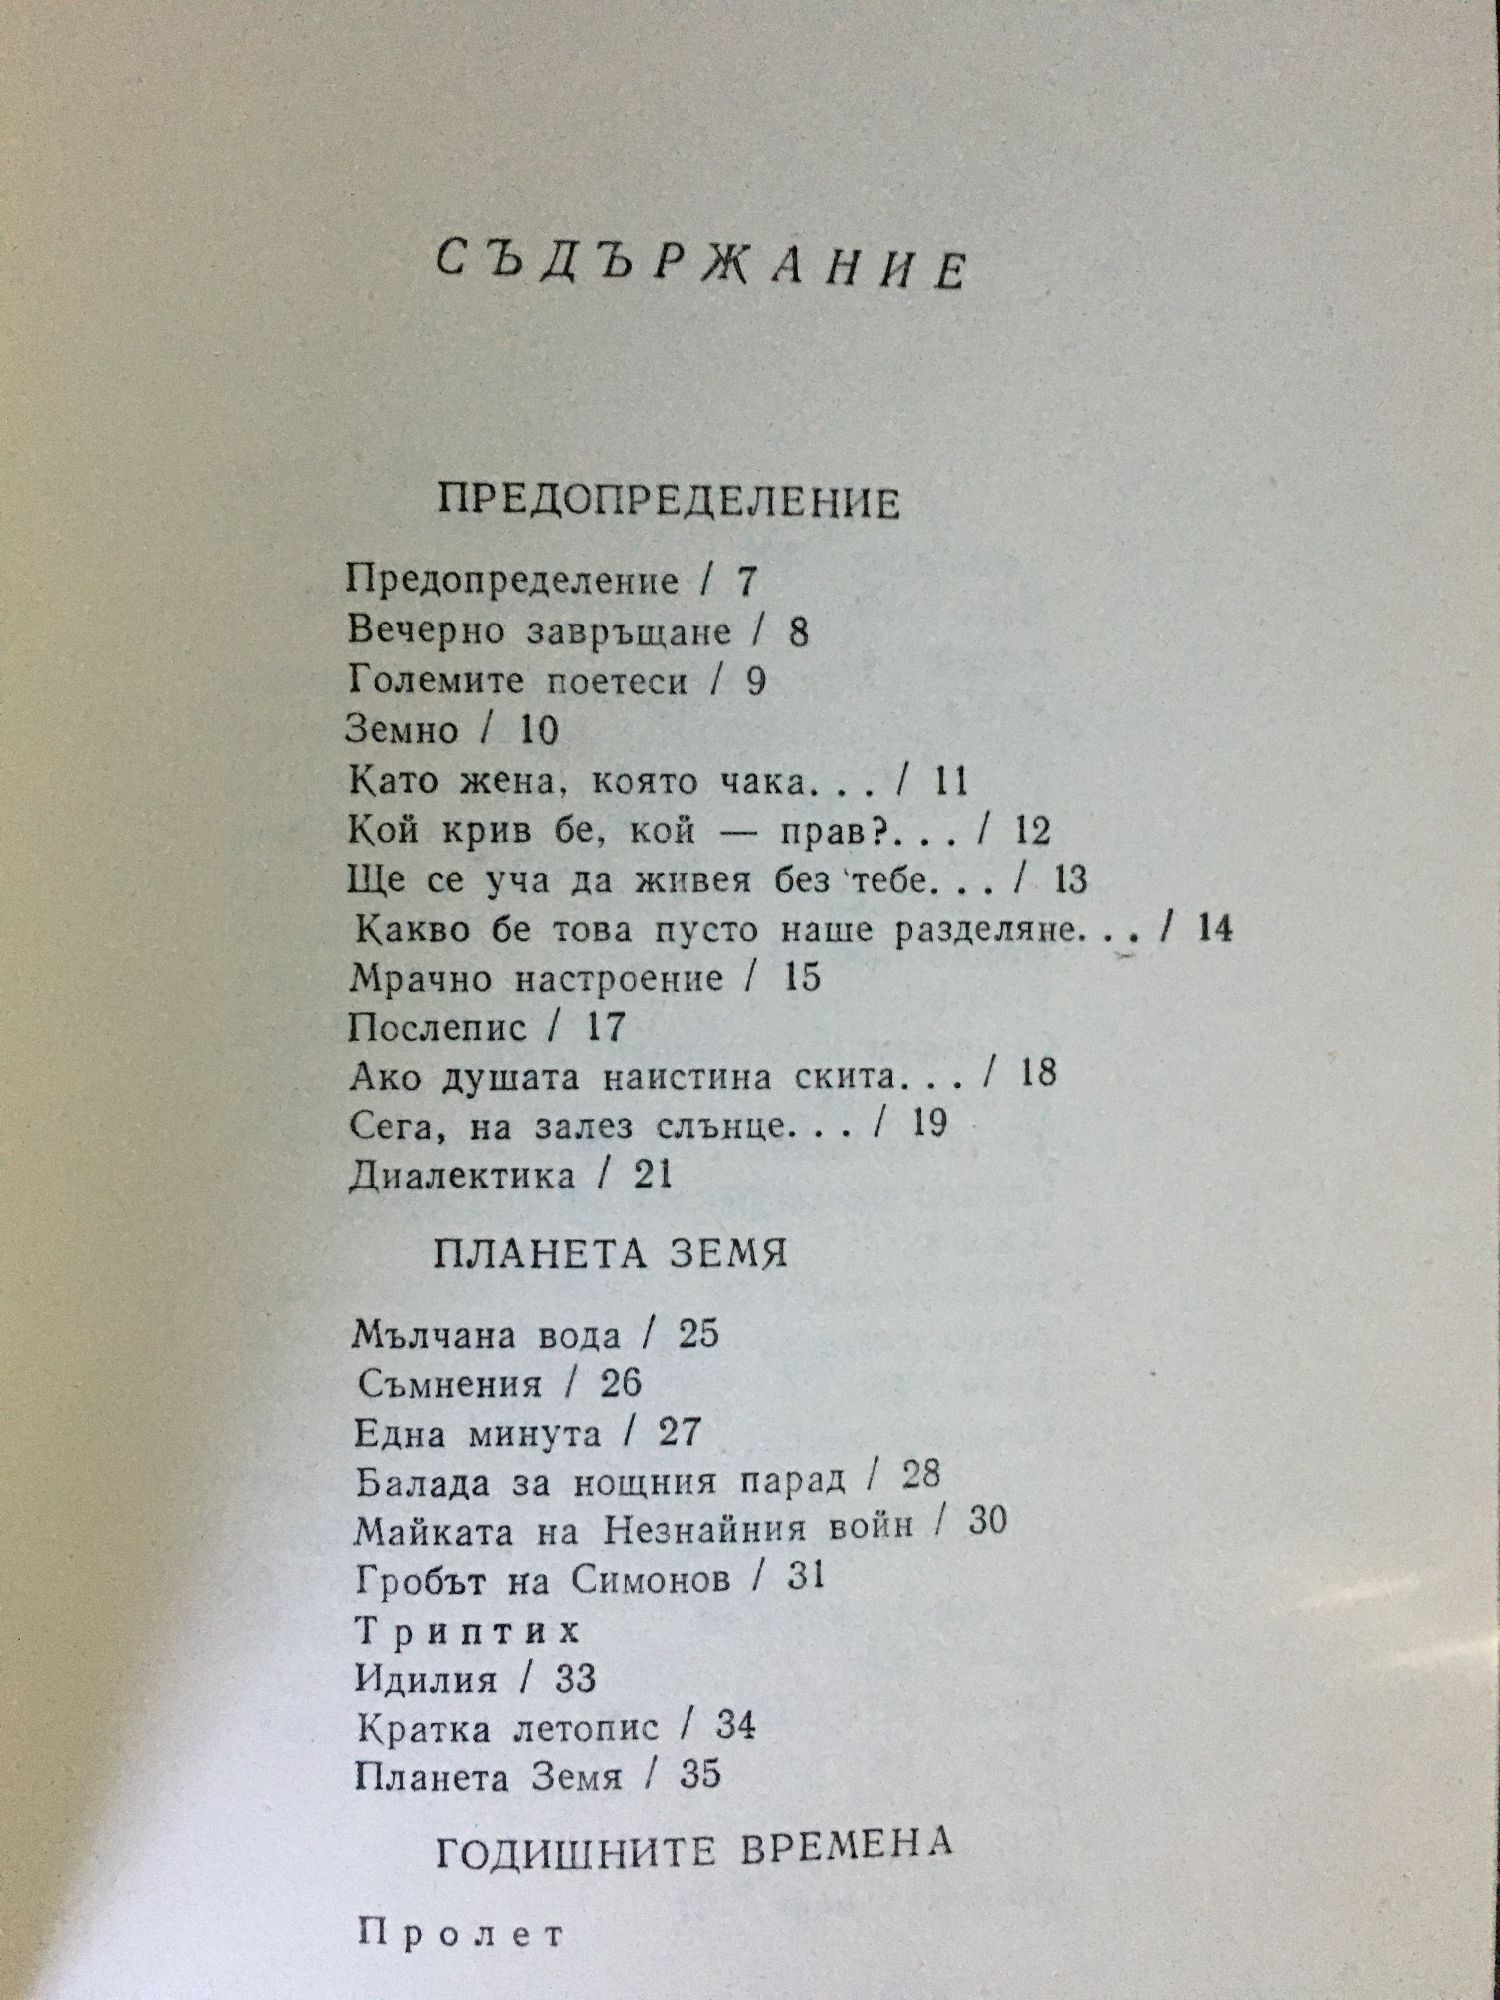 СЪДЪРЖАНИЕ
ПРЕДОПРЕДЕЛЕНИЕ
Предопределение / 7
Вечерно завръщане / 8
Големите поетеси / 9
Земно / 10
Като жена, която чака. . . / 11
Кой крив бе, кой — прав?. . . / 12
Ще се уча да живея без тебе. . . / 13
Какво бе това пусто наше разделяне. . . / 14
Мрачно настроение / 15
Послепис / 17
Ако душата наистина скита. . . / 18
Сега, на залез слънце. . . / 19
Диалектика / 21
ПЛАНЕТА ЗЕМЯ
Мълчана вода / 25
Съмнения / 26
Една минута / 27
Балада за нощния парад / 28
Майката на Незнайния войн / 30
Гробът на Симонов / 31
Триптих
Идилия / 33
Кратка летопис / 34
Планета Земя / 35
ГОДИШНИТЕ ВРЕМЕНА
Пролет